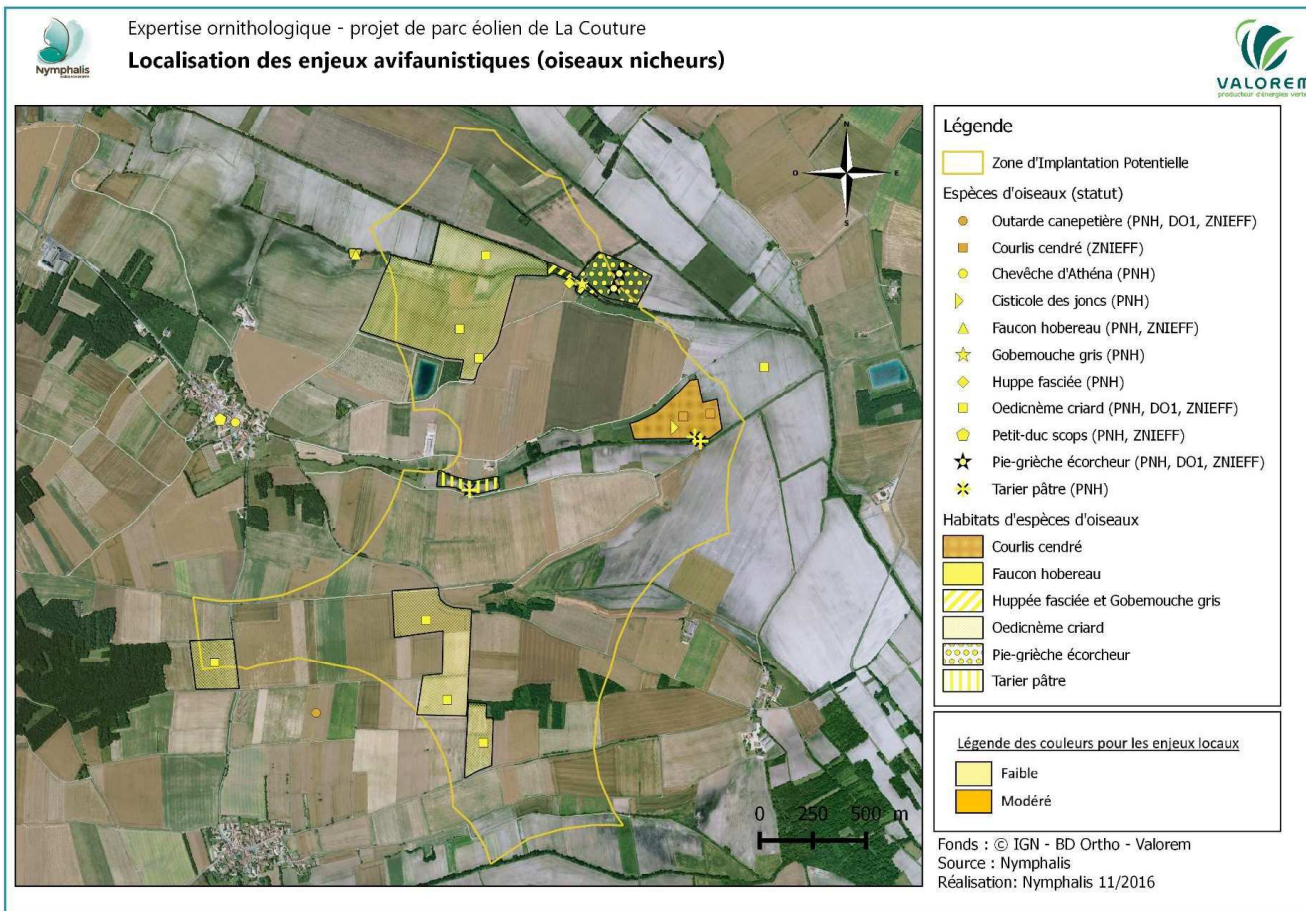 Expertise ornithologique - projet de parc éolien de La Couture
Localisation des enjeux avifaunistiques (oiseaux nicheurs)
Nymphalis
VALOREM
producteur d'énergies vertes
N
O
E
S
0 250 500 m
Légende
Zone d'Implantation Potentielle
Espèces d'oiseaux (statut)
Outarde canepetière (PNH, DO1, ZNIEFF)
Courlis cendré (ZNIEFF)
Chevêche d'Athéna (PNH)
Cisticole des joncs (PNH)
Faucon hobereau (PNH, ZNIEFF)
Gobemouche gris (PNH)
Huppe fasciée (PNH)
Oedicnème criard (PNH, DO1, ZNIEFF)
Petit-duc scops (PNH, ZNIEFF)
Pie-grièche écorcheur (PNH, DO1, ZNIEFF)
Tarier pâtre (PNH)
Habitats d'espèces d'oiseaux
Courlis cendré
Faucon hobereau
Huppée fasciée et Gobemouche gris
Oedicnème criard
Pie-grièche écorcheur
Tarier pâtre
Légende des couleurs pour les enjeux locaux
Faible
Modéré
Fonds : © IGN - BD Ortho - Valorem
Source : Nymphalis
Réalisation: Nymphalis 11/2016